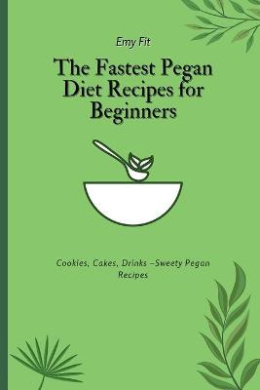 Emy Fit
The Fastest Pegan
Diet Recipes for
Beginners
Cookies, Cakes, Drinks –Sweety Pegan
Recipes